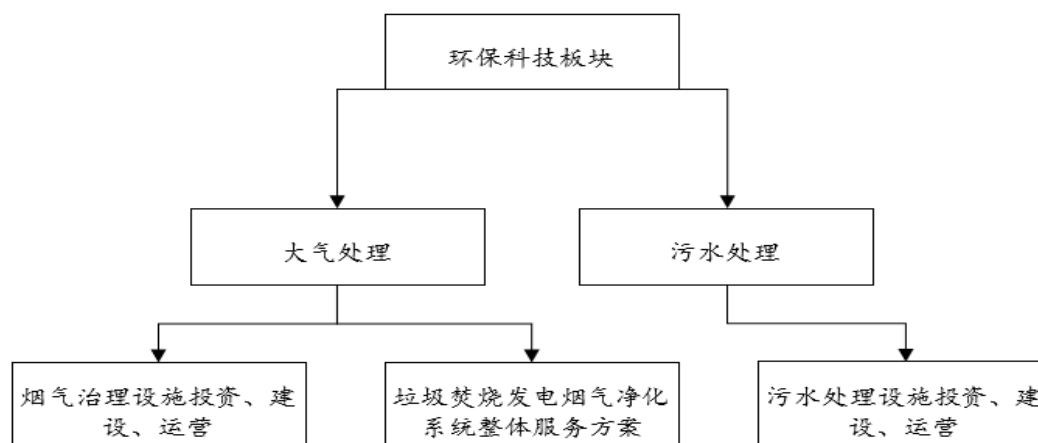 环保科技板块
大气处理
污水处理
烟气治理设施投资、建
设、运营
垃圾焚烧发电烟气净化
系统整体服务方案
污水处理设施投资、建
设、运营